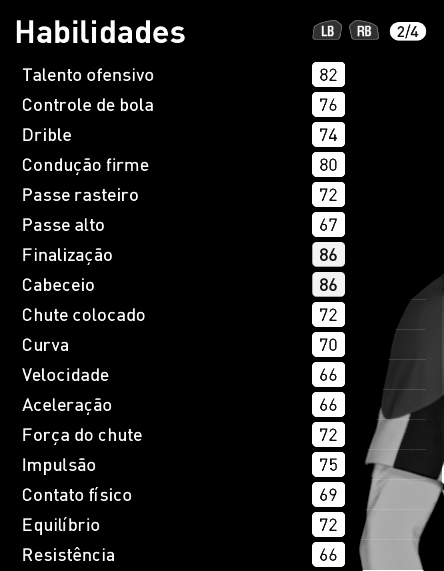 Habilidades LB RB 2/4
Talento ofensivo 82
Controle de bola 76
Drible 74
Condução firme 80
Passe rasteiro 72
Passe alto 67
Finalização 86
Cabeceio 86
Chute colocado 72
Curva 70
Velocidade 66
Aceleração 66
Força do chute 72
Impulsão 75
Contato físico 69
Equilíbrio 72
Resistência 66